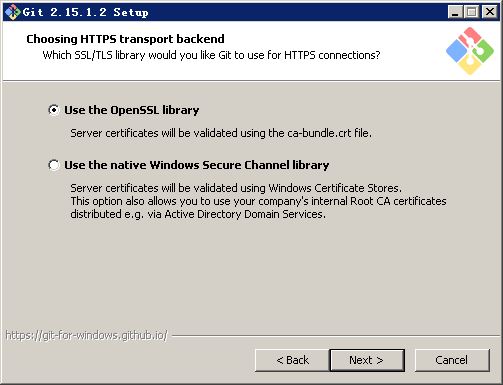 Git 2.15.1.2 Setup
Choosing HTTPS transport backend
Which SSL/TLS library would you like Git to use for HTTPS connections?
Use the OpenSSL library
Server certificates will be validated using the ca-bundle.crt file.
Use the native Windows Secure Channel library
Server certificates will be validated using Windows Certificate Stores.
This option also allows you to use your company's internal Root CA certificates
distributed e.g. via Active Directory Domain Services.
https://git-for-windows.github.io/
< Back
Next >
Cancel